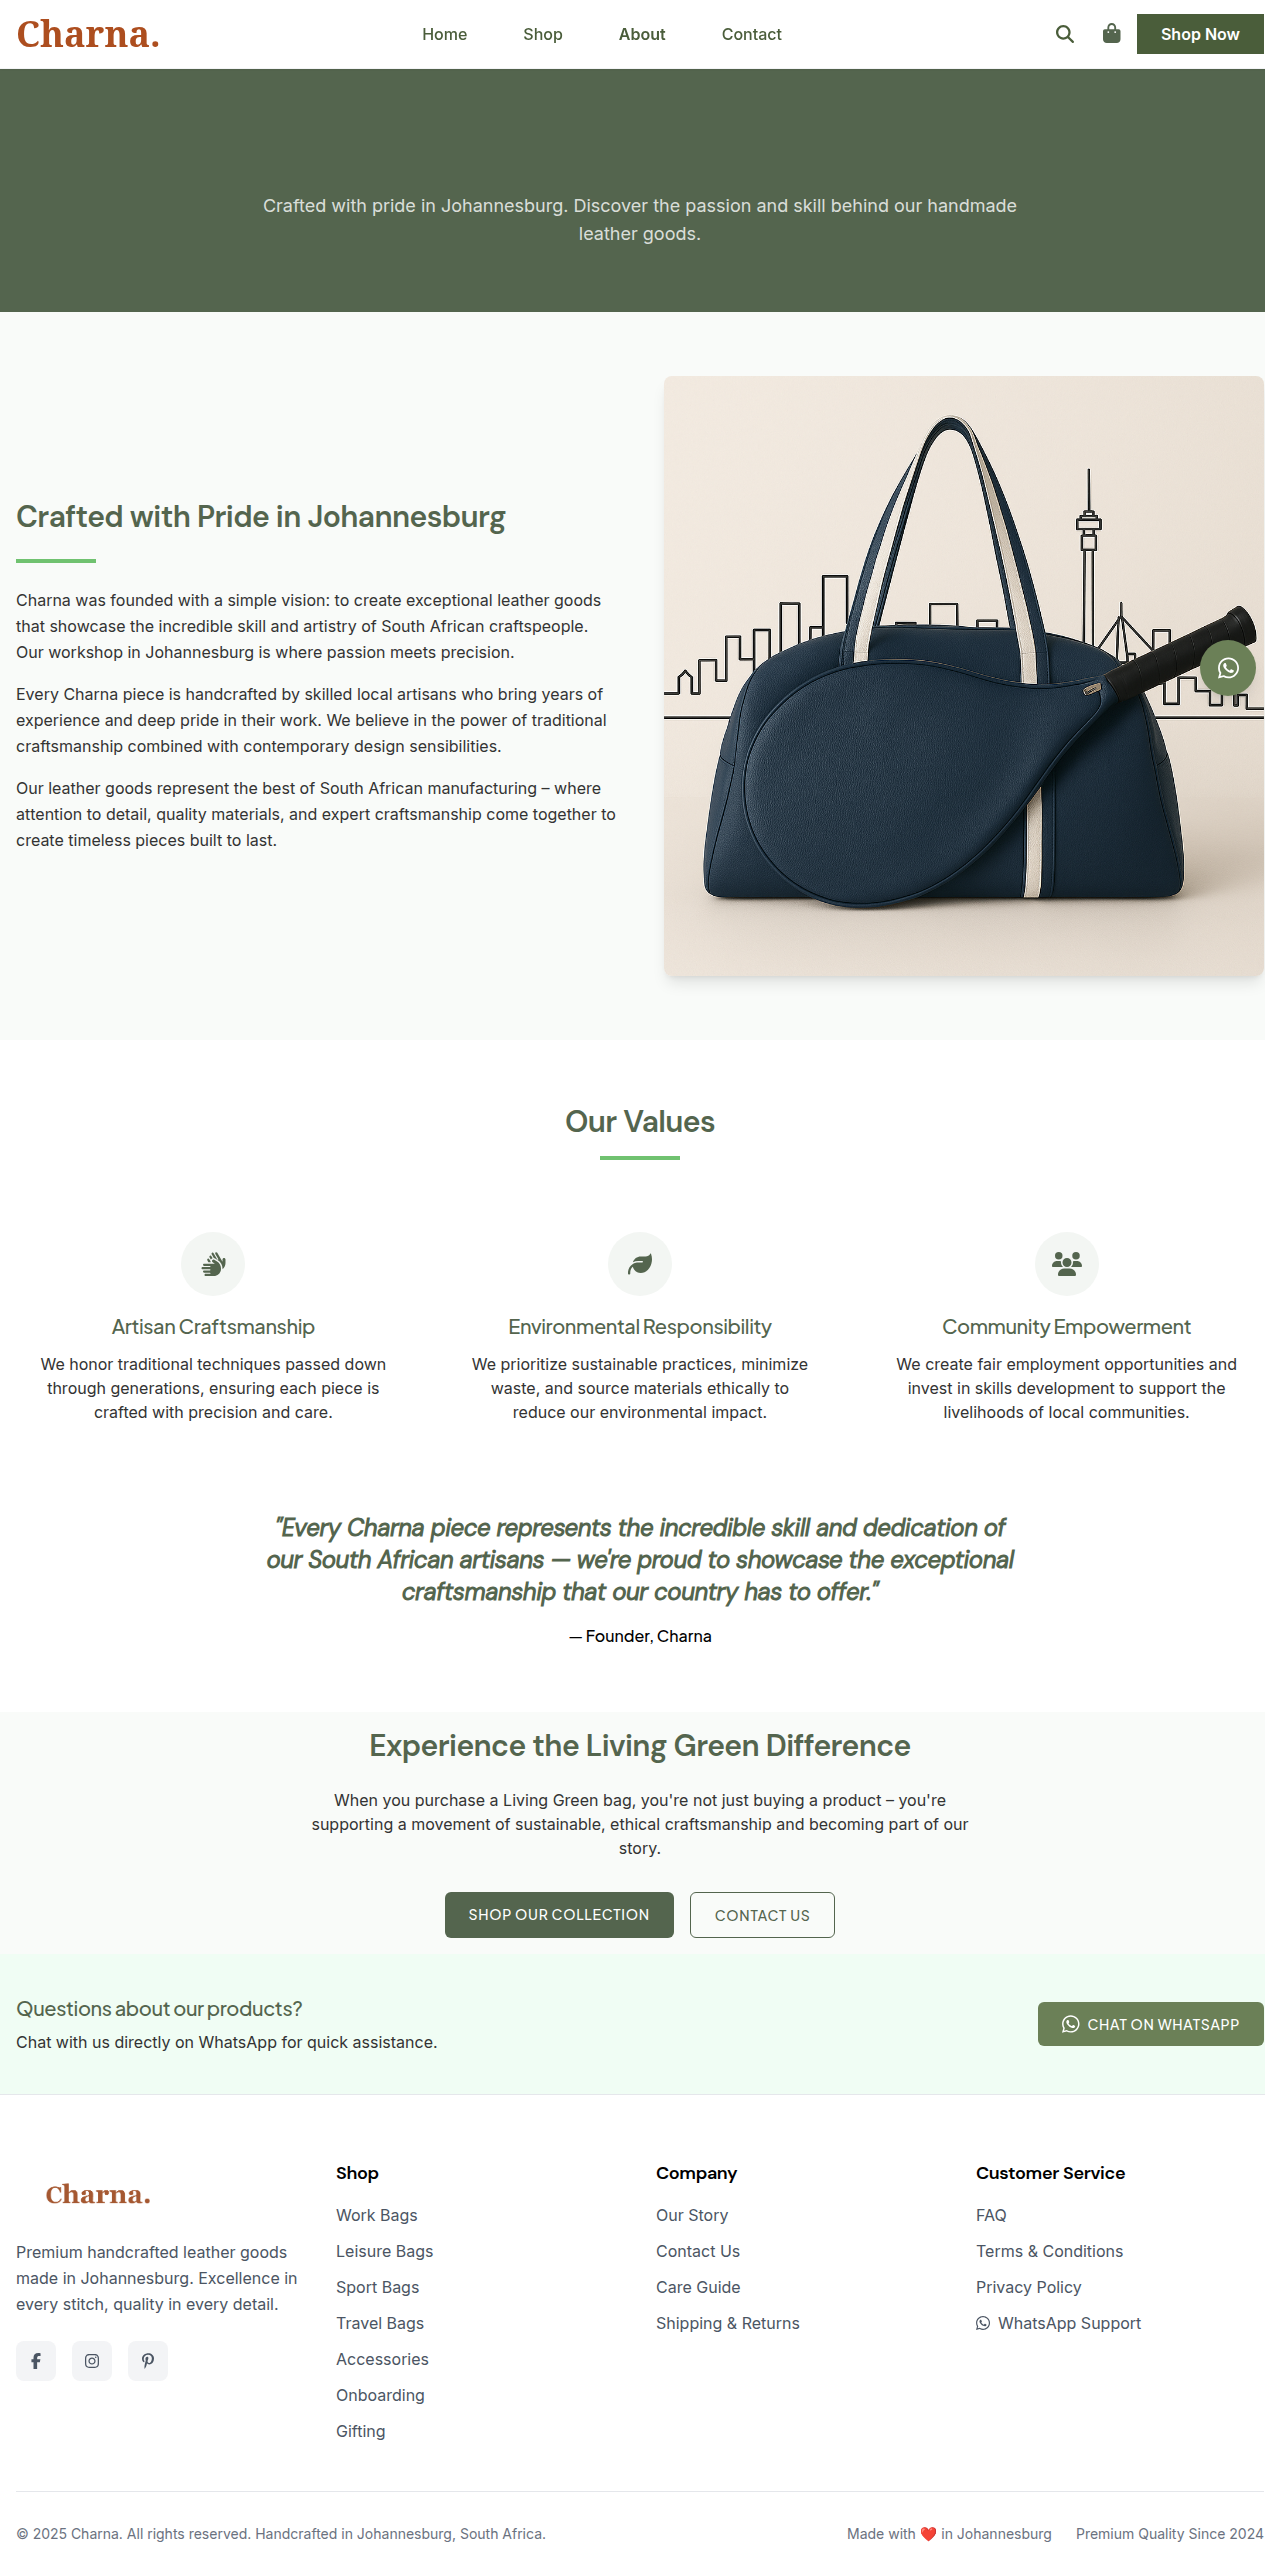 Charna.
Home Shop About Contact
Shop Now
Crafted with pride in Johannesburg. Discover the passion and skill behind our handmade
leather goods.
Crafted with Pride in Johannesburg
Charna was founded with a simple vision: to create exceptional leather goods
that showcase the incredible skill and artistry of South African craftspeople.
Our workshop in Johannesburg is where passion meets precision.
Every Charna piece is handcrafted by skilled local artisans who bring years of
experience and deep pride in their work. We believe in the power of traditional
craftsmanship combined with contemporary design sensibilities.
Our leather goods represent the best of South African manufacturing – where
attention to detail, quality materials, and expert craftsmanship come together to
create timeless pieces built to last.
Our Values
Artisan Craftsmanship
We honor traditional techniques passed down
through generations, ensuring each piece is
crafted with precision and care.
Environmental Responsibility
We prioritize sustainable practices, minimize
waste, and source materials ethically to
reduce our environmental impact.
Community Empowerment
We create fair employment opportunities and
invest in skills development to support the
livelihoods of local communities.
"Every Charna piece represents the incredible skill and dedication of
our South African artisans — we're proud to showcase the exceptional
craftsmanship that our country has to offer."
— Founder, Charna
Experience the Living Green Difference
When you purchase a Living Green bag, you're not just buying a product – you're
supporting a movement of sustainable, ethical craftsmanship and becoming part of our
story.
SHOP OUR COLLECTION
CONTACT US
Questions about our products?
Chat with us directly on WhatsApp for quick assistance.
CHAT ON WHATSAPP
Charna.
Premium handcrafted leather goods
made in Johannesburg. Excellence in
every stitch, quality in every detail.
Shop
Work Bags
Leisure Bags
Sport Bags
Travel Bags
Accessories
Onboarding
Gifting
Company
Our Story
Contact Us
Care Guide
Shipping & Returns
Customer Service
FAQ
Terms & Conditions
Privacy Policy
WhatsApp Support
© 2025 Charna. All rights reserved. Handcrafted in Johannesburg, South Africa.
Made with ❤️ in Johannesburg
Premium Quality Since 2024